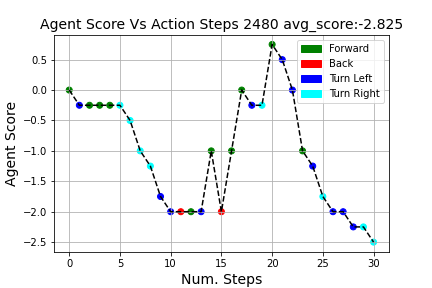 Agent Score Vs Action Steps 2480 avg_score:-2.825
Forward
Back
Turn Left
Turn Right
0.5
0.0
−0.5
−1.0
−1.5
−2.0
−2.5
Agent Score
0 5 10 15 20 25 30
Num. Steps